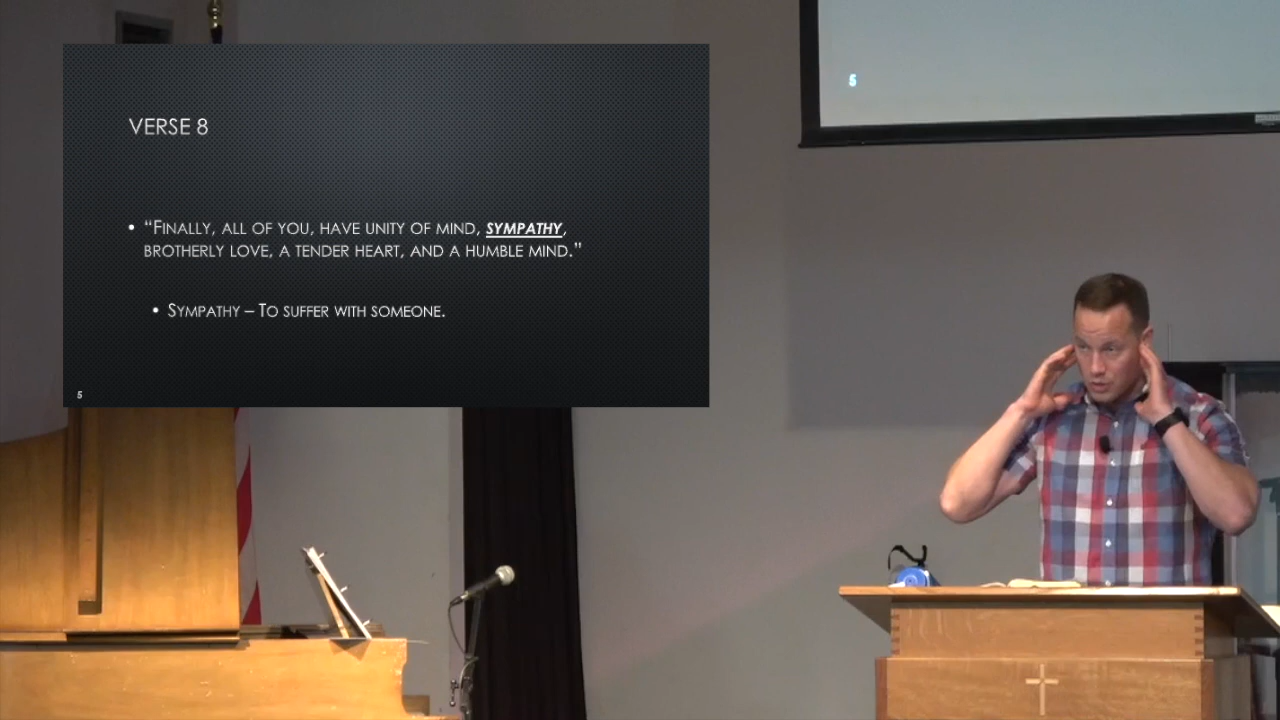 VERSE 8
• “FINALLY, ALL OF YOU, HAVE UNITY OF MIND, SYMPATHY,
BROTHERLY LOVE, A TENDER HEART, AND A HUMBLE MIND.”
• SYMPATHY – TO SUFFER WITH SOMEONE.
5
5